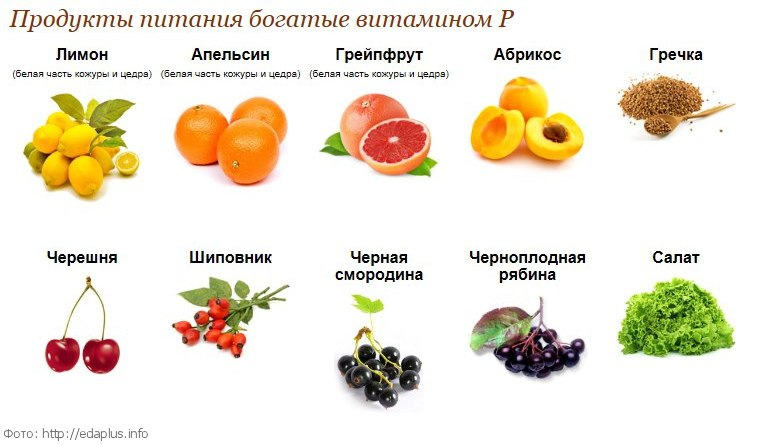 Продукты питания богатые витамином Р
Лимон
(белая часть кожуры и цедра)
Апельсин
(белая часть кожуры и цедра)
Грейпфрут
(белая часть кожуры и цедра)
Абрикос
Гречка
Черешня
Шиповник
Черная
смородина
Черноплодная
рябина
Салат
Фото: http://edaplus.info